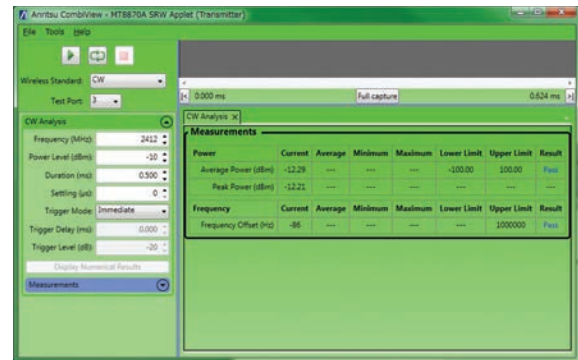 Anritsu CombiView - MT8870A SRW Applet (Transmitter)
File Tools Help
Wireless Standard: CW
Test Port: 3
0.000 ms Full capture 0.624 ms
CW Analysis
Frequency (MHz): 2412
Power Level (dBm): -10
Duration (ms): 0.500
Settling (µs): 0
Trigger Mode: Immediate
Trigger Delay (ms): 0.000
Trigger Level (dB): -20
Display Numerical Results
Measurements
CW Analysis X
Measurements
Power Current Average Minimum Maximum Lower Limit Upper Limit Result
Average Power (dBm) -12.29 --- --- --- -100.00 100.00 Pass
Peak Power (dBm) -12.21 --- --- --- --- --- ---
Frequency Current Average Minimum Maximum Lower Limit Upper Limit Result
Frequency Offset (Hz) -86 --- --- --- --- 1000000 Pass